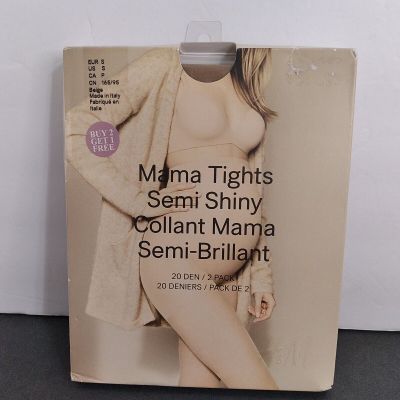 EUR S
US S
CA P
CN 165/95
Beige
Made in Italy
Fabriqué en
Italie
BUY 2
GET 1
FREE
Mama Tights
Semi Shiny
Collant Mama
Semi-Brillant
20 DEN / 2 PACK
20 DENIERS / PACK DE 2